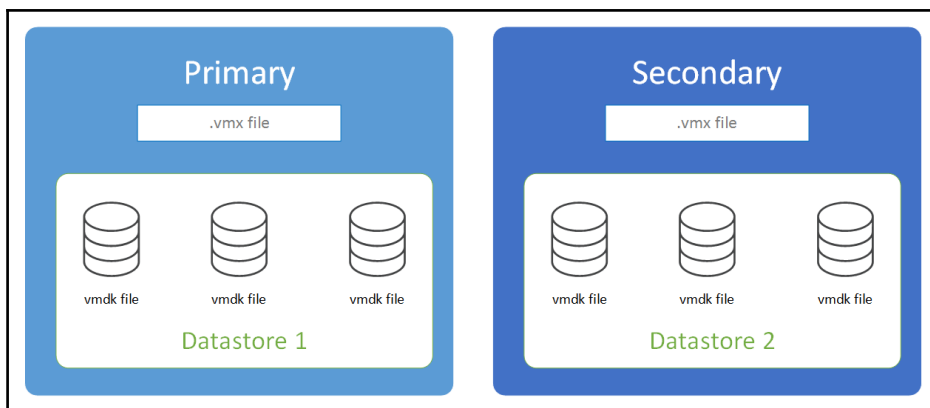 Primary
.vmx file
vmdk file vmdk file vmdk file
Datastore 1
Secondary
.vmx file
vmdk file vmdk file vmdk file
Datastore 2